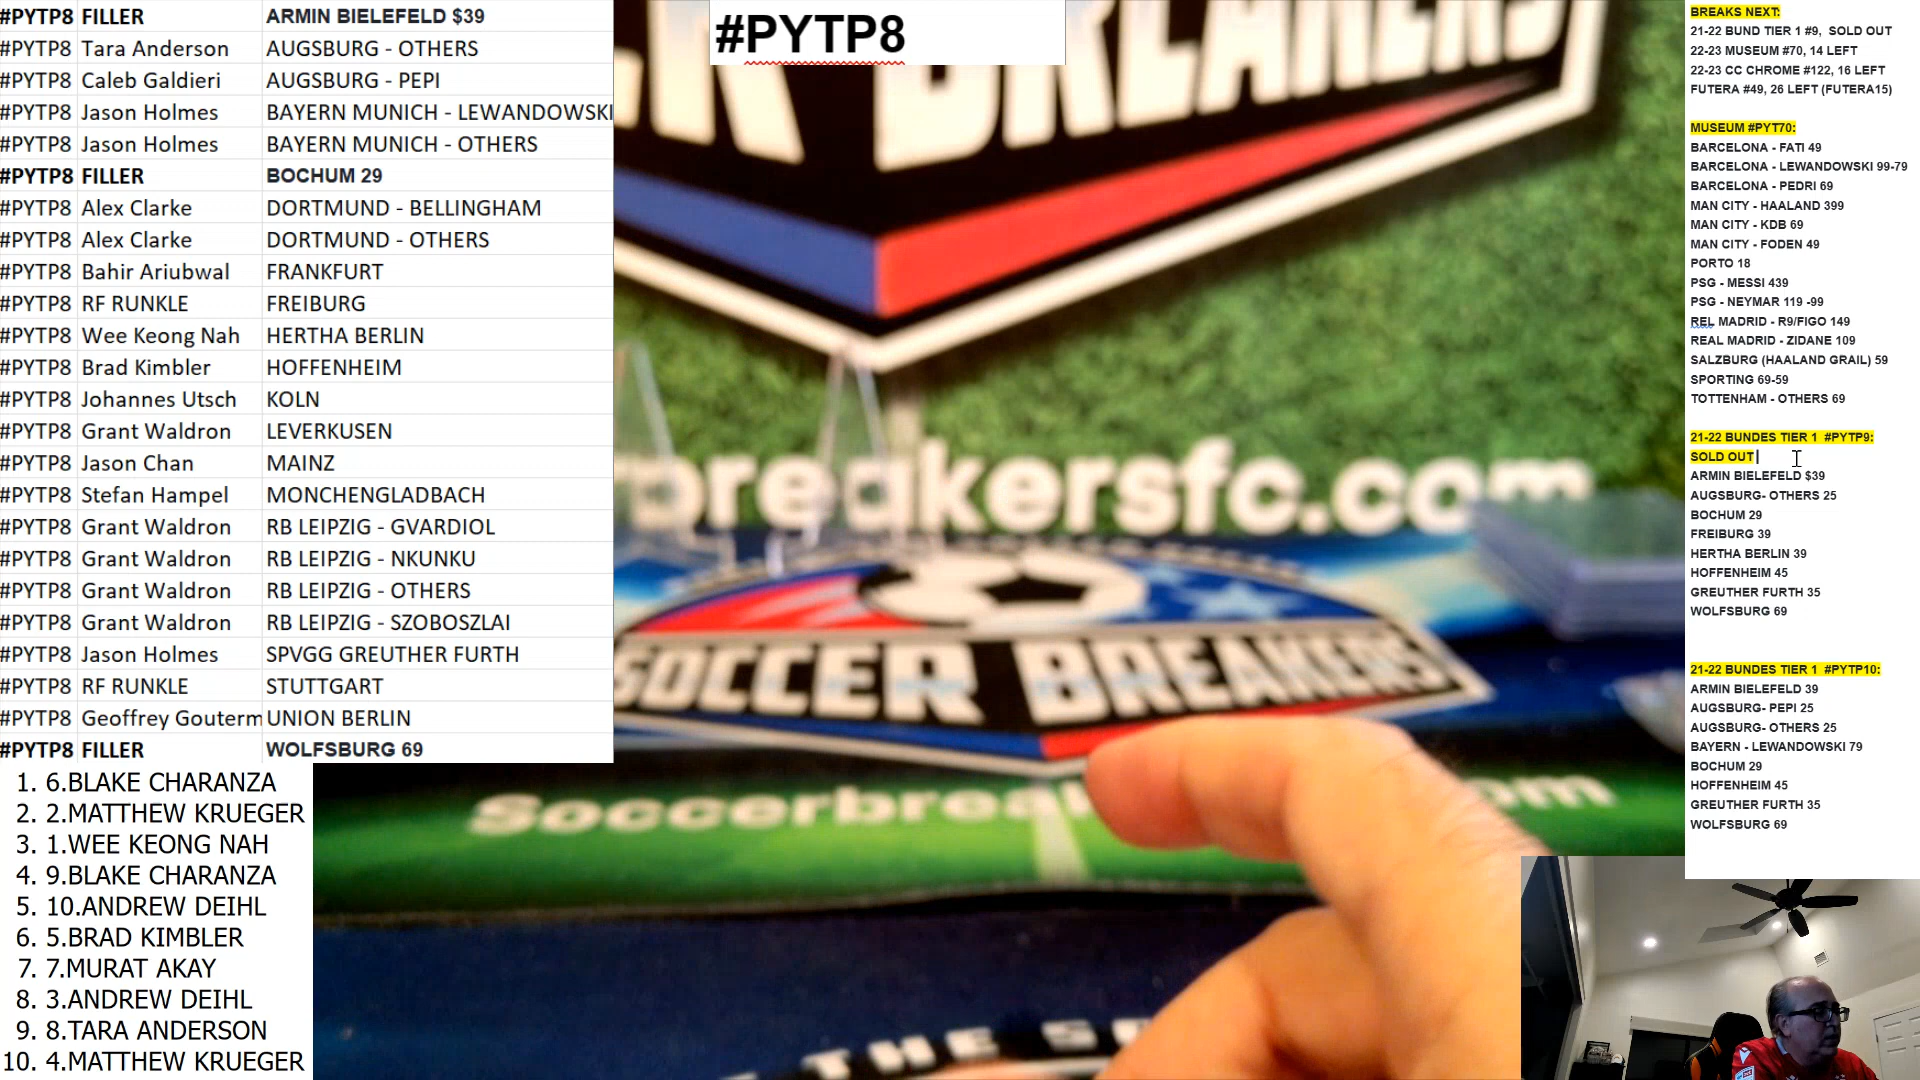 #PYTP8 FILLER ARMIN BIELEFELD $39
#PYTP8 Tara Anderson AUGSBURG - OTHERS
#PYTP8 Caleb Galdieri AUGSBURG - PEPI
#PYTP8 Jason Holmes BAYERN MUNICH - LEWANDOWSKI
#PYTP8 Jason Holmes BAYERN MUNICH - OTHERS
#PYTP8 FILLER BOCHUM 29
#PYTP8 Alex Clarke DORTMUND - BELLINGHAM
#PYTP8 Alex Clarke DORTMUND - OTHERS
#PYTP8 Bahir Ariubwal FRANKFURT
#PYTP8 RF RUNKLE FREIBURG
#PYTP8 Wee Keong Nah HERTHA BERLIN
#PYTP8 Brad Kimbler HOFFENHEIM
#PYTP8 Johannes Utsch KOLN
#PYTP8 Grant Waldron LEVERKUSEN
#PYTP8 Jason Chan MAINZ
#PYTP8 Stefan Hampel MONCHENGLADBACH
#PYTP8 Grant Waldron RB LEIPZIG - GVARDIOL
#PYTP8 Grant Waldron RB LEIPZIG - NKUNKU
#PYTP8 Grant Waldron RB LEIPZIG - OTHERS
#PYTP8 Grant Waldron RB LEIPZIG - SZOBOSZLAI
#PYTP8 Jason Holmes SPVGG GREUTHER FURTH
#PYTP8 RF RUNKLE STUTTGART
#PYTP8 Geoffrey Gouterm UNION BERLIN
#PYTP8 FILLER WOLFSBURG 69
1. 6.BLAKE CHARANZA
2. 2.MATTHEW KRUEGER
3. 1.WEE KEONG NAH
4. 9.BLAKE CHARANZA
5. 10.ANDREW DEIHL
6. 5.BRAD KIMBLER
7. 7.MURAT AKAY
8. 3.ANDREW DEIHL
9. 8.TARA ANDERSON
10. 4.MATTHEW KRUEGER
#PYTP8
breakersfc.com
SOCCER BREAKERS
THE
BREAKS NEXT:
21-22 BUND TIER 1 #9, SOLD OUT
22-23 MUSEUM #70, 14 LEFT
22-23 CC CHROME #122, 16 LEFT
FUTERA #49, 26 LEFT (FUTERA15)
MUSEUM #PYT70:
BARCELONA - FATI 49
BARCELONA - LEWANDOWSKI 99-79
BARCELONA - PEDRI 69
MAN CITY - HAALAND 399
MAN CITY - KDB 69
MAN CITY - FODEN 49
PORTO 18
PSG - MESSI 439
PSG - NEYMAR 119 -99
REL MADRID - R9/FIGO 149
REAL MADRID - ZIDANE 109
SALZBURG (HAALAND GRAIL) 59
SPORTING 69-59
TOTTENHAM - OTHERS 69
21-22 BUNDES TIER 1 #PYTP9:
SOLD OUT
ARMIN BIELEFELD $39
AUGSBURG- OTHERS 25
BOCHUM 29
FREIBURG 39
HERTHA BERLIN 39
HOFFENHEIM 45
GREUTHER FURTH 35
WOLFSBURG 69
21-22 BUNDES TIER 1 #PYTP10:
ARMIN BIELEFELD 39
AUGSBURG- PEPI 25
AUGSBURG- OTHERS 25
BAYERN - LEWANDOWSKI 79
BOCHUM 29
HOFFENHEIM 45
GREUTHER FURTH 35
WOLFSBURG 69